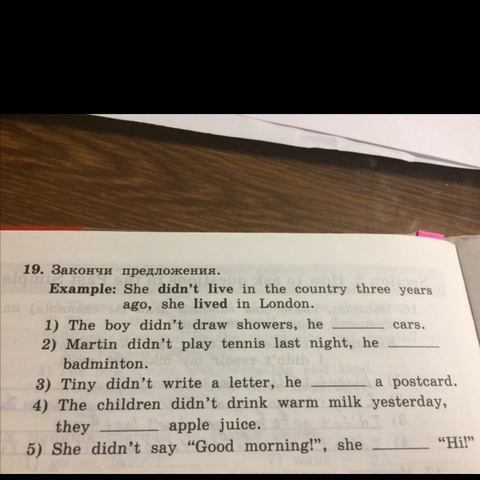 19. Закончи предложения.
Example: She didn't live in the country three years
ago, she lived in London.
1) The boy didn't draw showers, he ______ cars.
2) Martin didn't play tennis last night, he ______
badminton.
3) Tiny didn't write a letter, he ______ a postcard.
4) The children didn't drink warm milk yesterday,
they ______ apple juice.
5) She didn't say “Good morning!”, she ______ “Hi!”